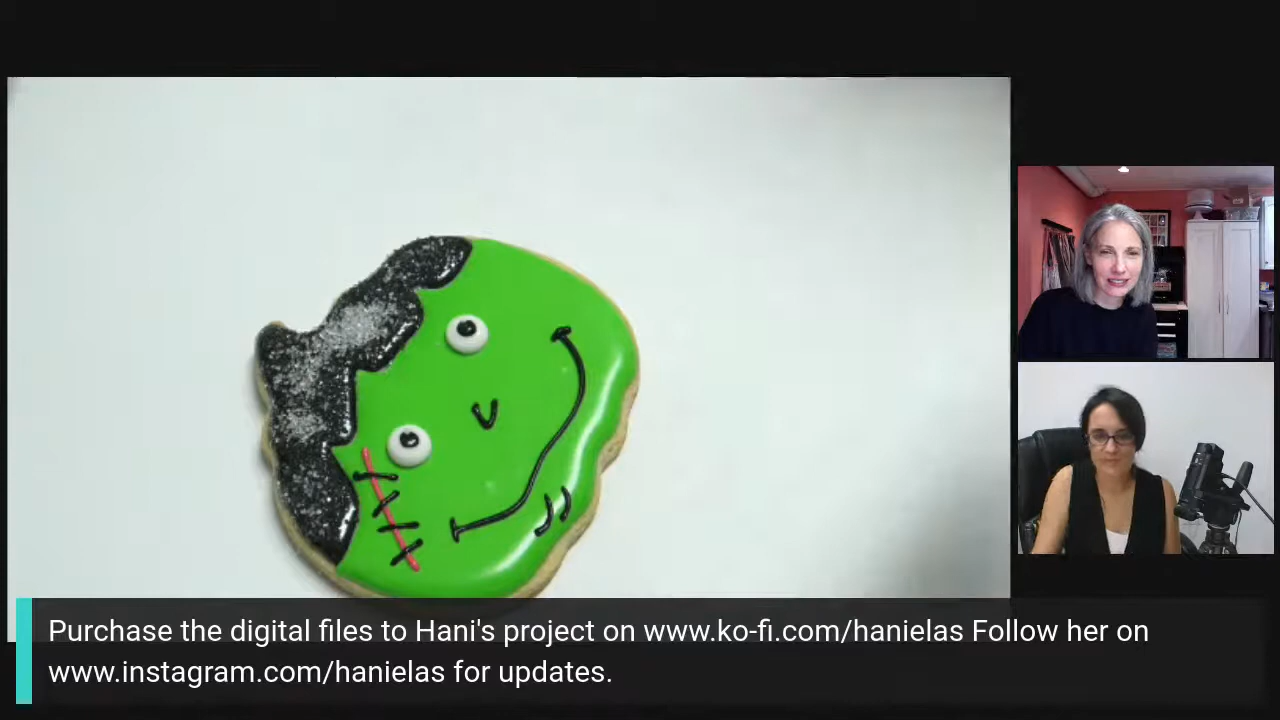 Purchase the digital files to Hani's project on www.ko-fi.com/hanielas Follow her on
www.instagram.com/hanielas for updates.